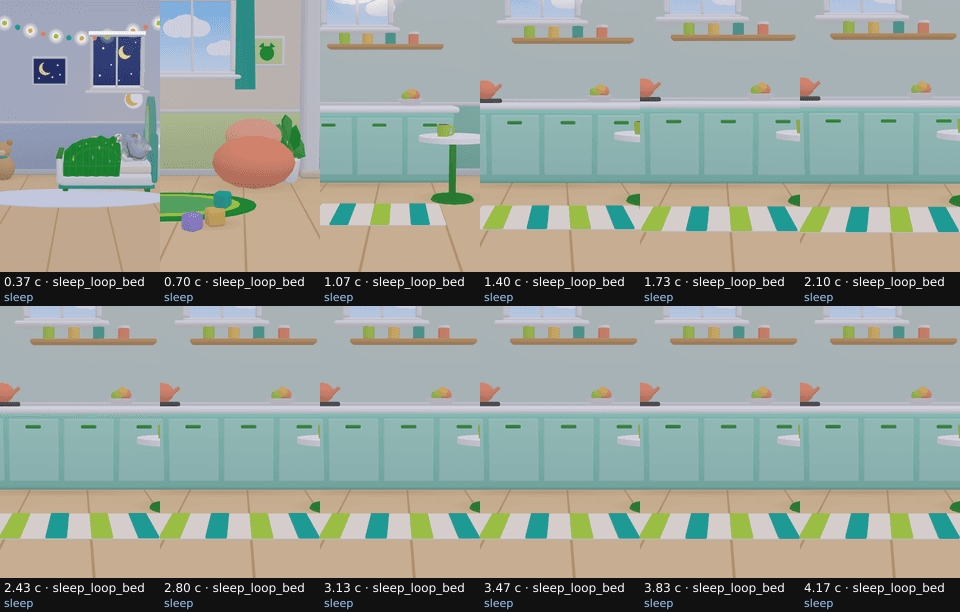 0.37 c · sleep_loop_bed
sleep
0.70 c · sleep_loop_bed
sleep
1.07 c · sleep_loop_bed
sleep
1.40 c · sleep_loop_bed
sleep
1.73 c · sleep_loop_bed
sleep
2.10 c · sleep_loop_bed
sleep
2.43 c · sleep_loop_bed
sleep
2.80 c · sleep_loop_bed
sleep
3.13 c · sleep_loop_bed
sleep
3.47 c · sleep_loop_bed
sleep
3.83 c · sleep_loop_bed
sleep
4.17 c · sleep_loop_bed
sleep